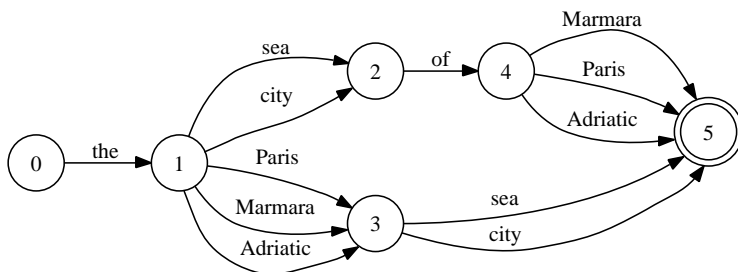 Marmara
sea
of
2
4
Paris
city
Adriatic
5
the
Paris
0
1
Marmara
sea
3
Adriatic
city